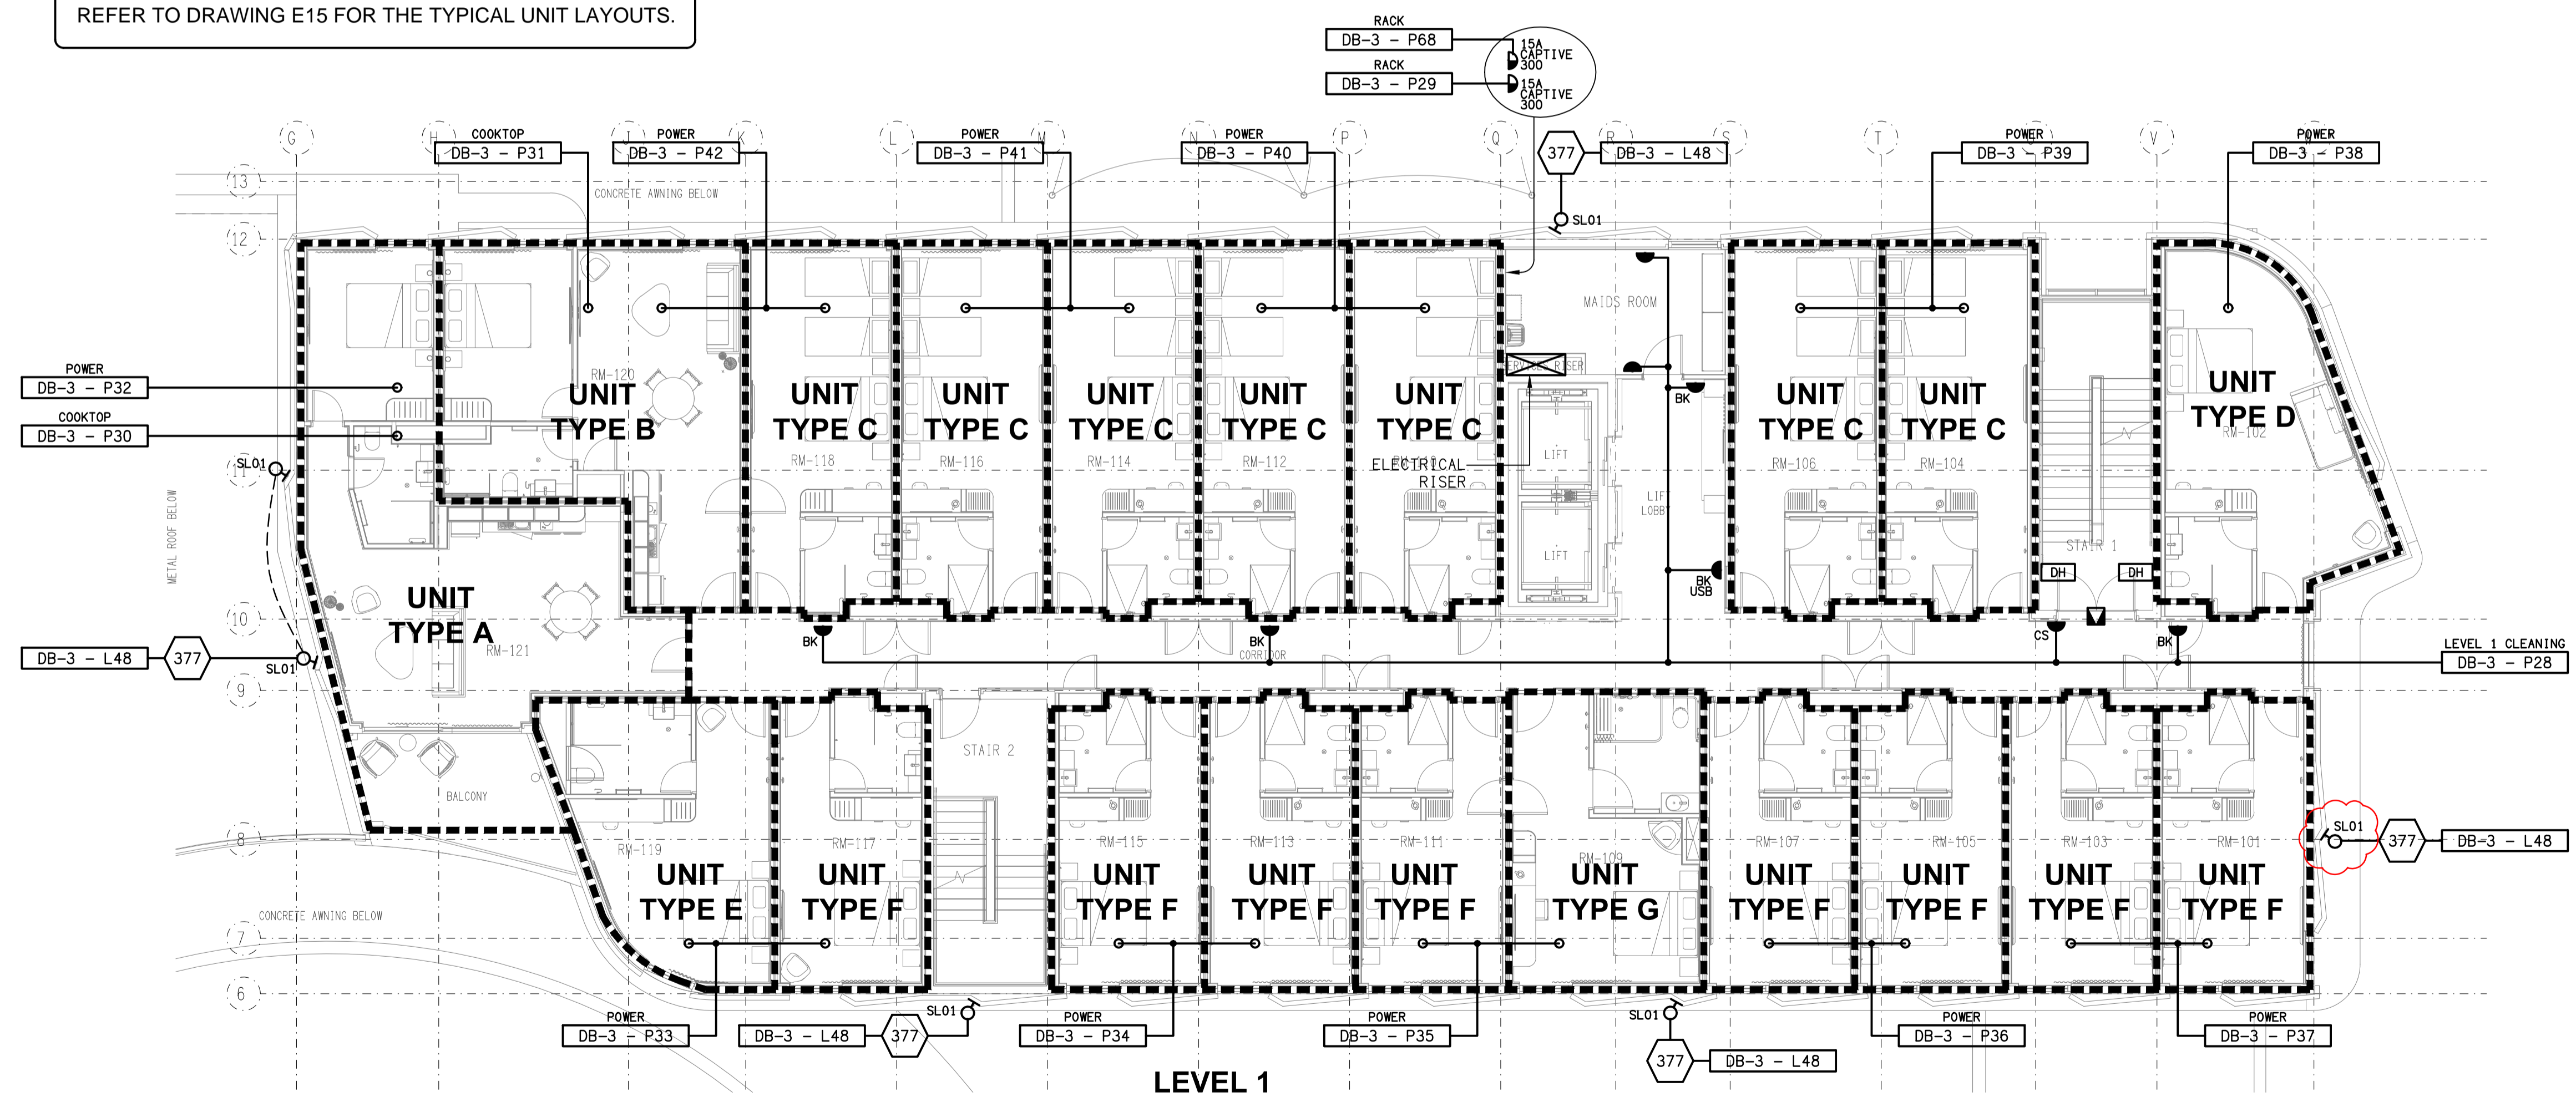 REFER TO DRAWING E15 FOR THE TYPICAL UNIT LAYOUTS.
RACK
DB-3 - P68
RACK
DB-3 - P29
15A
CAPTIVE
300
15A
CAPTIVE
300
G
H
J
K
L
M
N
P
Q
R
S
T
V
COOKTOP
DB-3 - P31
POWER
DB-3 - P42
POWER
DB-3 - P41
POWER
DB-3 - P40
377
DB-3 - L48
POWER
DB-3 - P39
POWER
DB-3 - P38
13
CONCRETE AWNING BELOW
SL01
12
MAIDS ROOM
POWER
DB-3 - P32
COOKTOP
DB-3 - P30
RM-120
UNIT
TYPE B
UNIT
TYPE C
RM-118
UNIT
TYPE C
RM-116
UNIT
TYPE C
RM-114
UNIT
TYPE C
RM-112
UNIT
TYPE C
SERVICES RISER
BK
UNIT
TYPE C
RM-106
UNIT
TYPE C
RM-104
UNIT
TYPE D
RM-102
SL01
11
ELECTRICAL
RISER
LIFT
LIFT
LOBBY
METAL ROOF BELOW
STAIR 1
LIFT
BK
USB
DH
DH
UNIT
TYPE A
RM-121
10
BK
BK
CS
BK
CORRIDOR
DB-3 - L48
377
SL01
LEVEL 1 CLEANING
DB-3 - P28
9
STAIR 2
BALCONY
8
RM-119
RM-117
RM-115
RM-113
RM-111
RM-109
RM-107
RM-105
RM-103
RM-101
SL01
377
DB-3 - L48
UNIT
TYPE E
UNIT
TYPE F
UNIT
TYPE F
UNIT
TYPE F
UNIT
TYPE F
UNIT
TYPE G
UNIT
TYPE F
UNIT
TYPE F
UNIT
TYPE F
UNIT
TYPE F
CONCRETE AWNING BELOW
7
6
POWER
DB-3 - P33
DB-3 - L48
377
SL01
POWER
DB-3 - P34
POWER
DB-3 - P35
SL01
377
DB-3 - L48
POWER
DB-3 - P36
POWER
DB-3 - P37
LEVEL 1